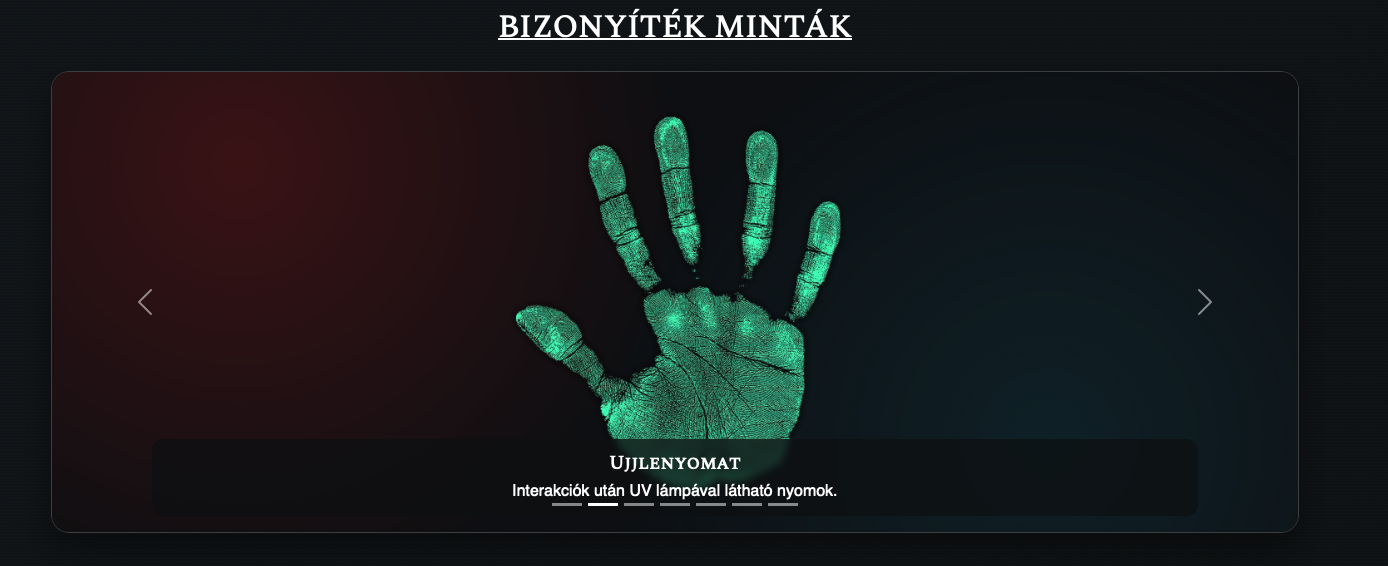 BIZONYÍTÉK MINTÁK
Ujjlenyomat
Interakciók után UV lámpával látható nyomok.